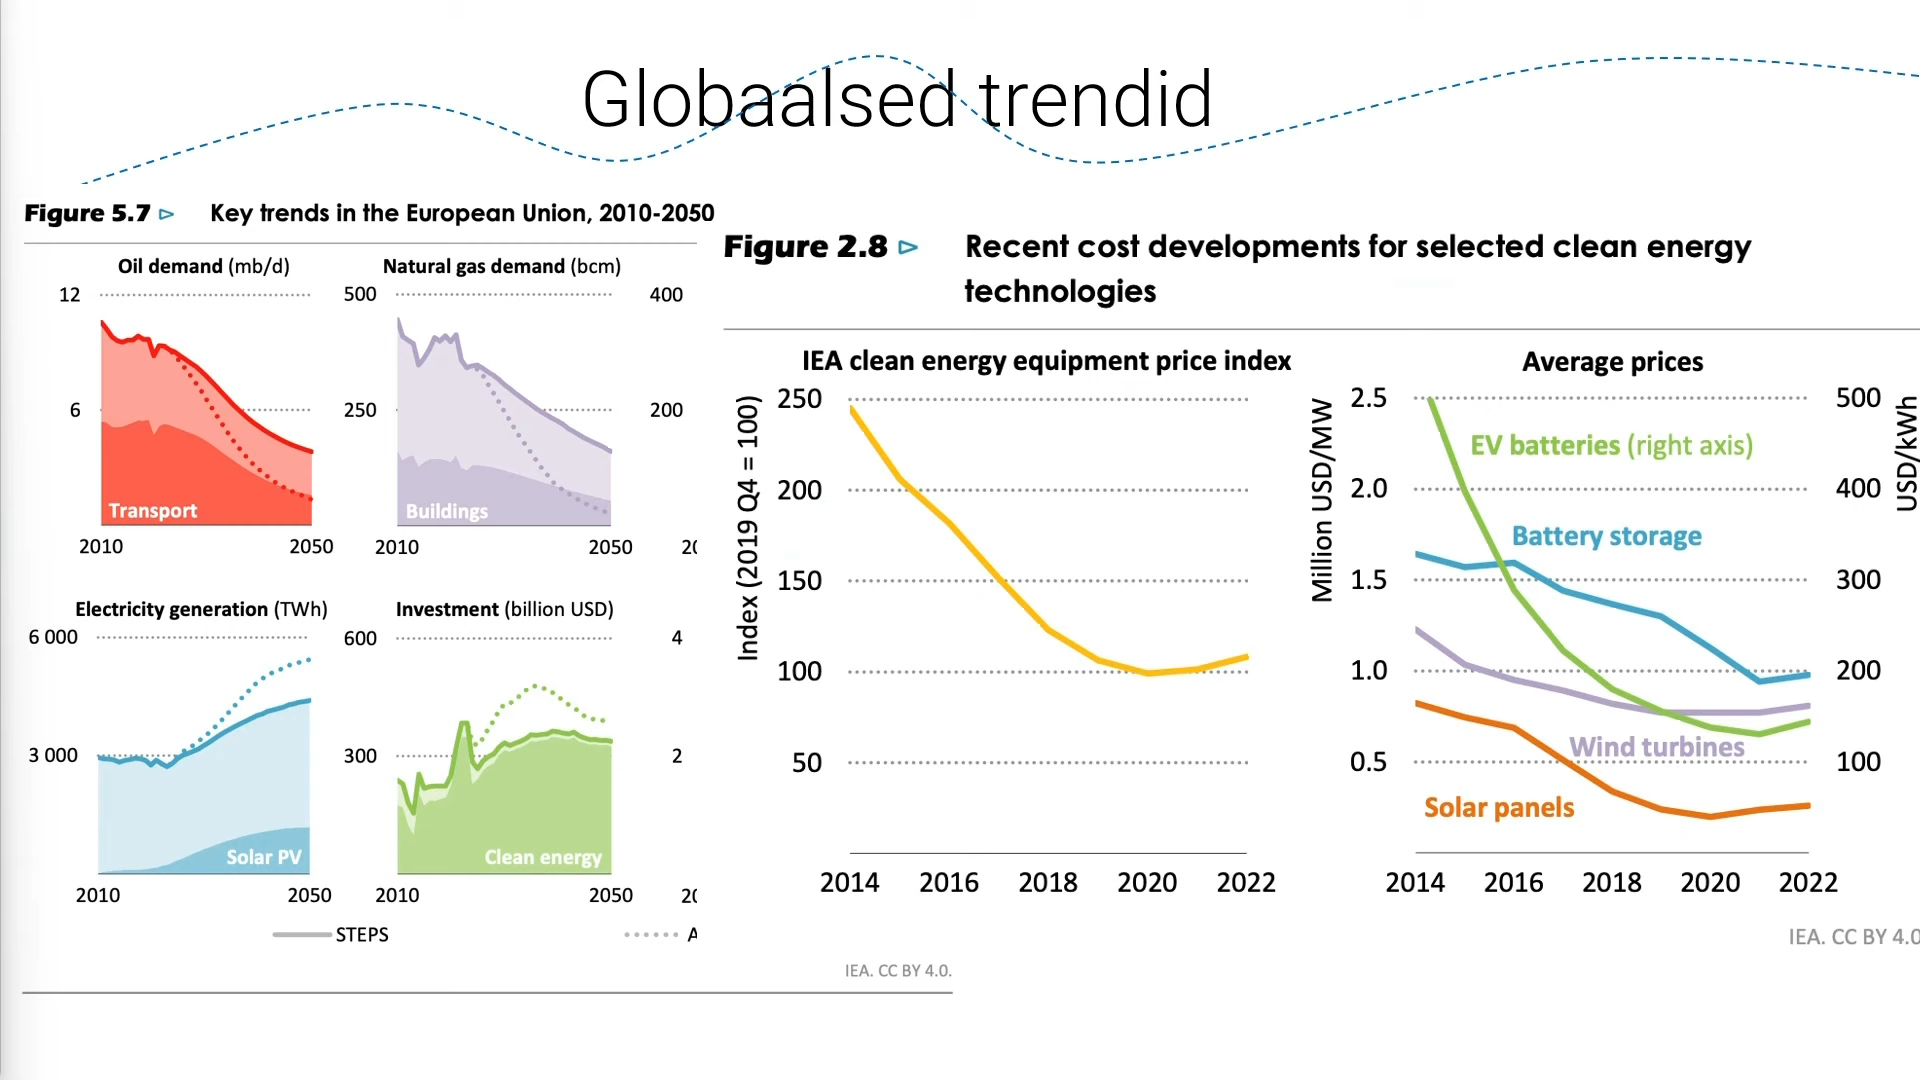 Globaalsed trendid
Figure 5.7 ▷ Key trends in the European Union, 2010-2050
Oil demand (mb/d)
12
6
Transport
2010 2050
Natural gas demand (bcm)
500
250
Buildings
2010 2050
400
200
Electricity generation (TWh)
6 000
3 000
Solar PV
2010 2050
Investment (billion USD)
600
300
Clean energy
2010 2050
4
2
STEPS
IEA. CC BY 4.0.
Figure 2.8 ▷ Recent cost developments for selected clean energy
technologies
IEA clean energy equipment price index
Index (2019 Q4 = 100)
250
200
150
100
50
2014 2016 2018 2020 2022
Average prices
Million USD/MW
2.5
2.0
1.5
1.0
0.5
EV batteries (right axis)
Battery storage
Wind turbines
Solar panels
500
400
300
200
100
USD/kWh
2014 2016 2018 2020 2022
IEA. CC BY 4.0